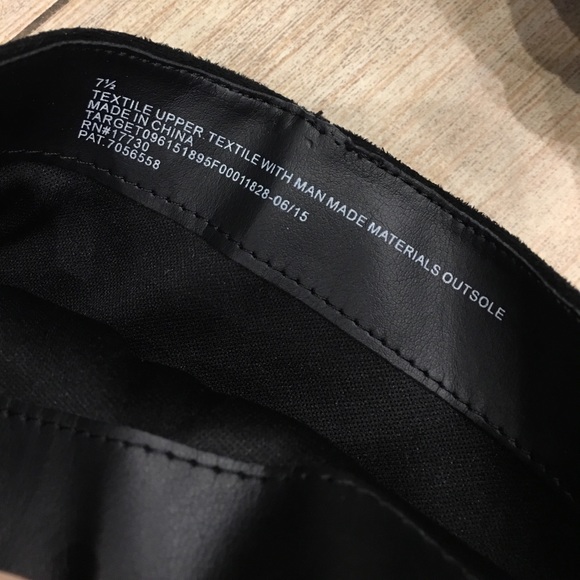 7½
TEXTILE UPPER TEXTILE WITH MAN MADE MATERIALS OUTSOLE
MADE IN CHINA
TARGET096151895F00011828-06/15
RN#17730
PAT.7056558